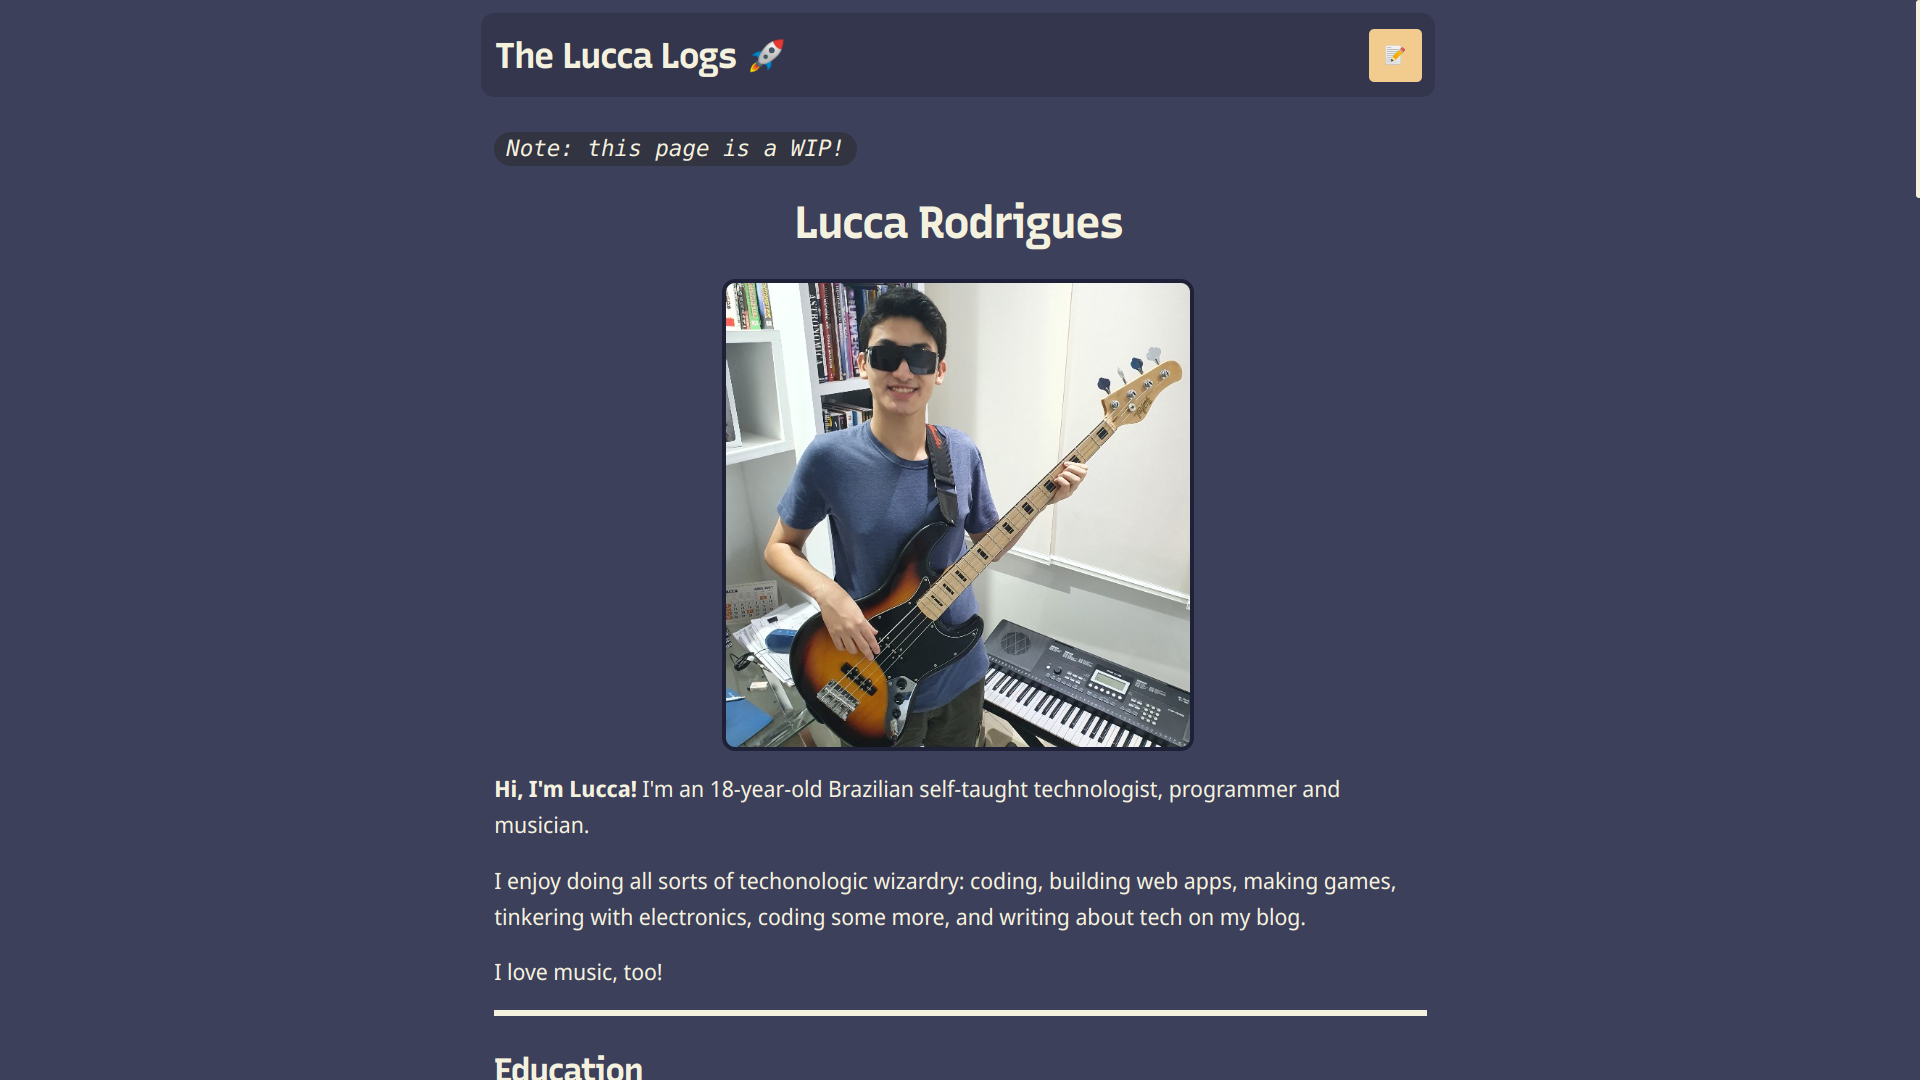 The Lucca Logs 🚀
Note: this page is a WIP!
Lucca Rodrigues
Hi, I'm Lucca! I'm an 18-year-old Brazilian self-taught technologist, programmer and
musician.
I enjoy doing all sorts of techonologic wizardry: coding, building web apps, making games,
tinkering with electronics, coding some more, and writing about tech on my blog.
I love music, too!
Education